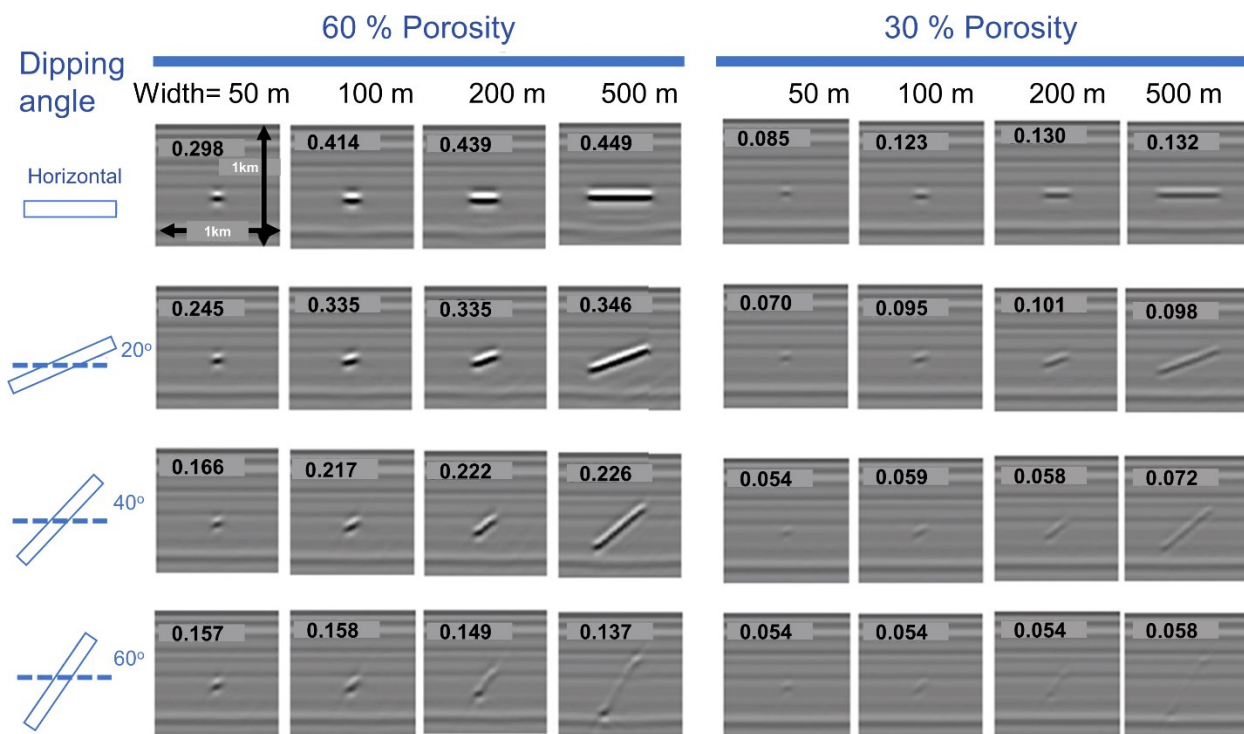 60 % Porosity 30 % Porosity
Dipping
angle
Width= 50 m 100 m 200 m 500 m 50 m 100 m 200 m 500 m
Horizontal
0.298 0.414 0.439 0.449 0.085 0.123 0.130 0.132
1km
1km
20°
0.245 0.335 0.335 0.346 0.070 0.095 0.101 0.098
40°
0.166 0.217 0.222 0.226 0.054 0.059 0.058 0.072
60°
0.157 0.158 0.149 0.137 0.054 0.054 0.054 0.058